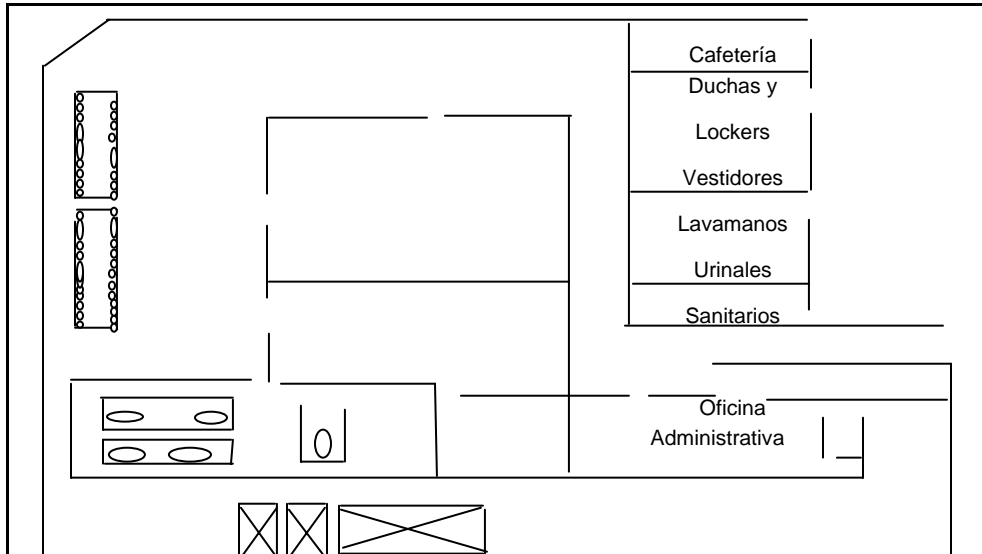 Cafetería
Duchas y
Lockers
Vestidores
Lavamanos
Urinales
Sanitarios
Oficina
Administrativa